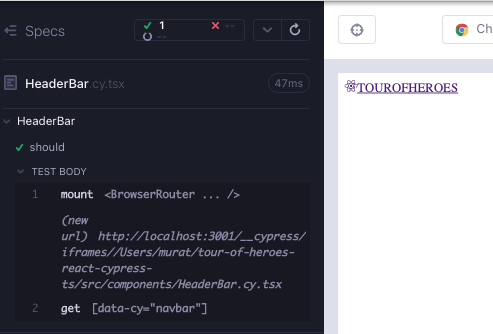 Specs
1
--
--
Ch
HeaderBar.cy.tsx
47ms
HeaderBar
should
TEST BODY
1 mount <BrowserRouter ... />
(new
url) http://localhost:3001/__cypress/
iframes//Users/murat/tour-of-heroes-
react-cypress-
ts/src/components/HeaderBar.cy.tsx
2 get [data-cy="navbar"]
TOUROFHEROES